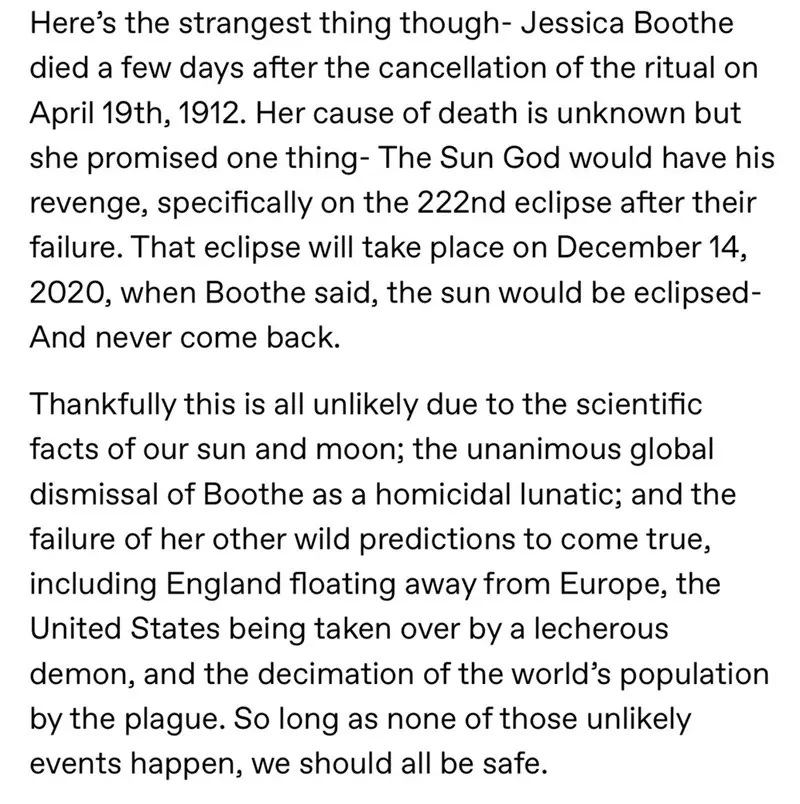 Here’s the strangest thing though- Jessica Boothe
died a few days after the cancellation of the ritual on
April 19th, 1912. Her cause of death is unknown but
she promised one thing- The Sun God would have his
revenge, specifically on the 222nd eclipse after their
failure. That eclipse will take place on December 14,
2020, when Boothe said, the sun would be eclipsed-
And never come back.
Thankfully this is all unlikely due to the scientific
facts of our sun and moon; the unanimous global
dismissal of Boothe as a homicidal lunatic; and the
failure of her other wild predictions to come true,
including England floating away from Europe, the
United States being taken over by a lecherous
demon, and the decimation of the world’s population
by the plague. So long as none of those unlikely
events happen, we should all be safe.